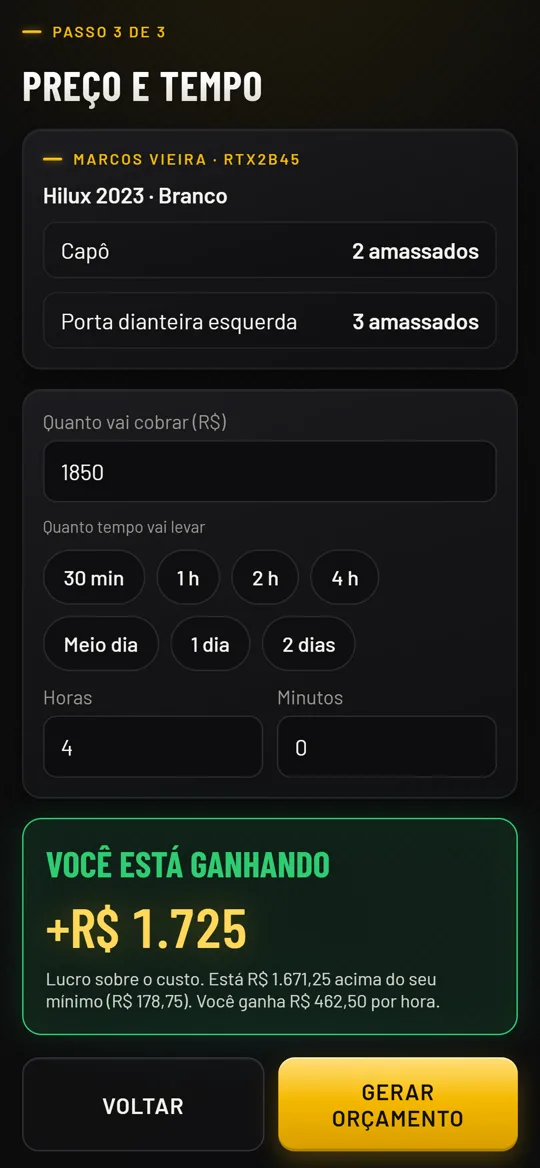 PASSO 3 DE 3
PREÇO E TEMPO
MARCOS VIEIRA · RTX2B45
Hilux 2023 · Branco
Capô 2 amassados
Porta dianteira esquerda 3 amassados
Quanto vai cobrar (R$)
1850
Quanto tempo vai levar
30 min 1 h 2 h 4 h
Meio dia 1 dia 2 dias
Horas Minutos
4 0
VOCÊ ESTÁ GANHANDO
+R$ 1.725
Lucro sobre o custo. Está R$ 1.671,25 acima do seu
mínimo (R$ 178,75). Você ganha R$ 462,50 por hora.
VOLTAR
GERAR
ORÇAMENTO